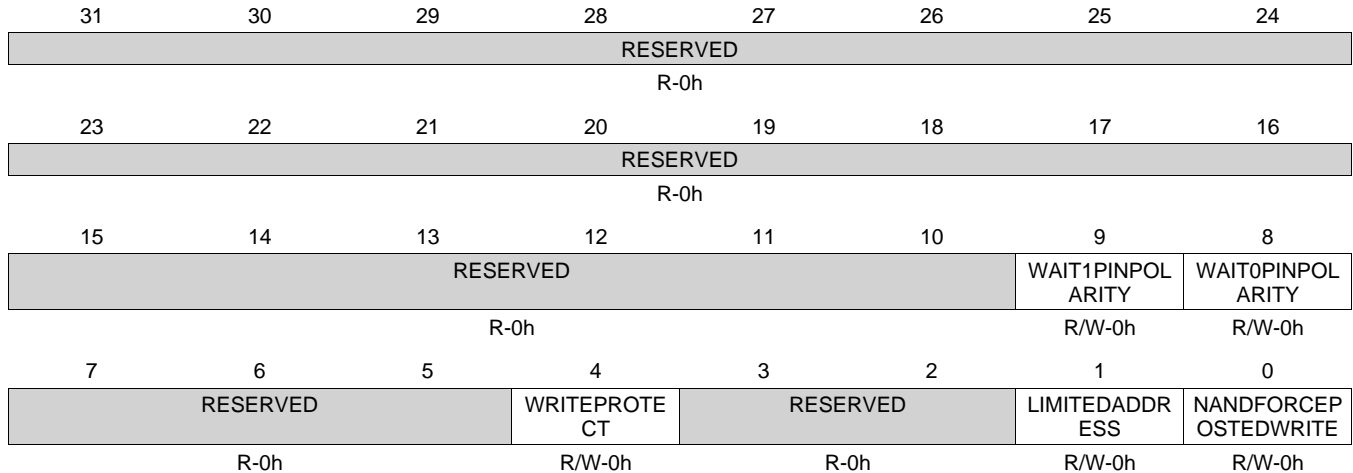 31 30 29 28 27 26 25 24
RESERVED
R-0h
23 22 21 20 19 18 17 16
RESERVED
R-0h
15 14 13 12 11 10 9 8
RESERVED WAIT1PINPOL WAIT0PINPOL
ARITY ARITY
R-0h R/W-0h R/W-0h
7 6 5 4 3 2 1 0
RESERVED WRITEPROTE RESERVED LIMITEDADDR NANDFORCEP
CT ESS OSTEDWRITE
R-0h R/W-0h R-0h R/W-0h R/W-0h